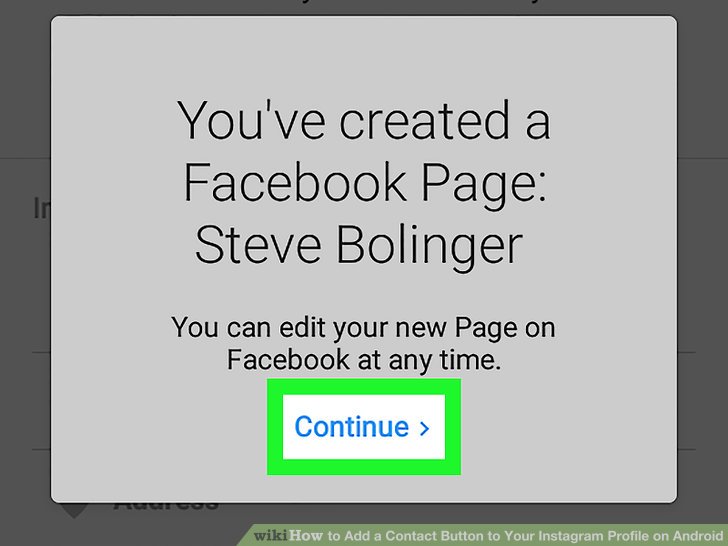 You've created a
Facebook Page:
Steve Bolinger
You can edit your new Page on
Facebook at any time.
Continue >
Address
wikiHow to Add a Contact Button to Your Instagram Profile on Android